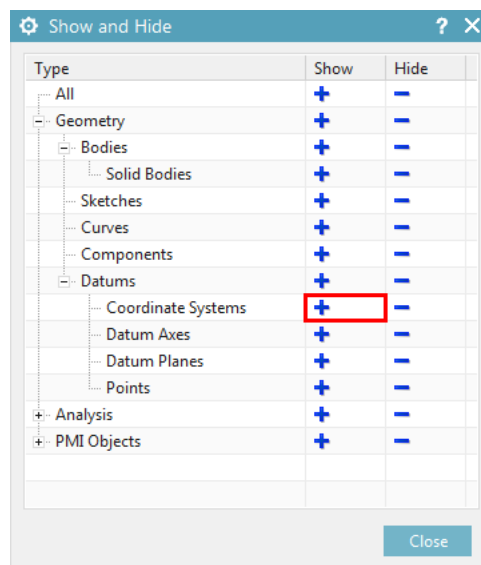 Show and Hide ?
Type Show Hide
All
Geometry
Bodies
Solid Bodies
Sketches
Curves
Components
Datums
Coordinate Systems
Datum Axes
Datum Planes
Points
Analysis
PMI Objects
Close